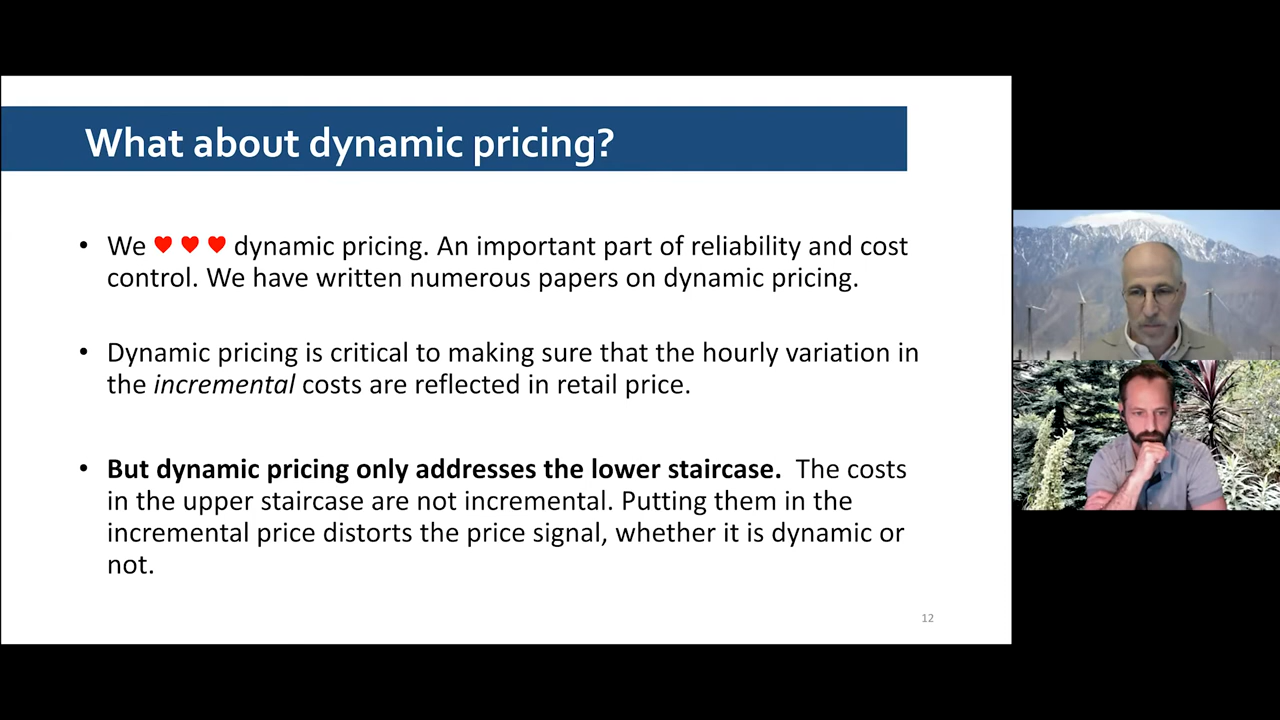 What about dynamic pricing?
• We ♥ ♥ ♥ dynamic pricing. An important part of reliability and cost
control. We have written numerous papers on dynamic pricing.
• Dynamic pricing is critical to making sure that the hourly variation in
the incremental costs are reflected in retail price.
• But dynamic pricing only addresses the lower staircase. The costs
in the upper staircase are not incremental. Putting them in the
incremental price distorts the price signal, whether it is dynamic or
not.
12